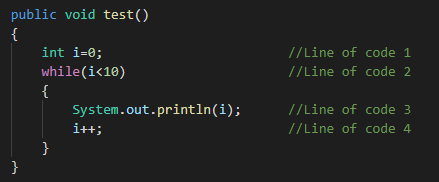 public void test()
{
int i=0; //Line of code 1
while(i<10) //Line of code 2
{
System.out.println(i); //Line of code 3
i++; //Line of code 4
}
}